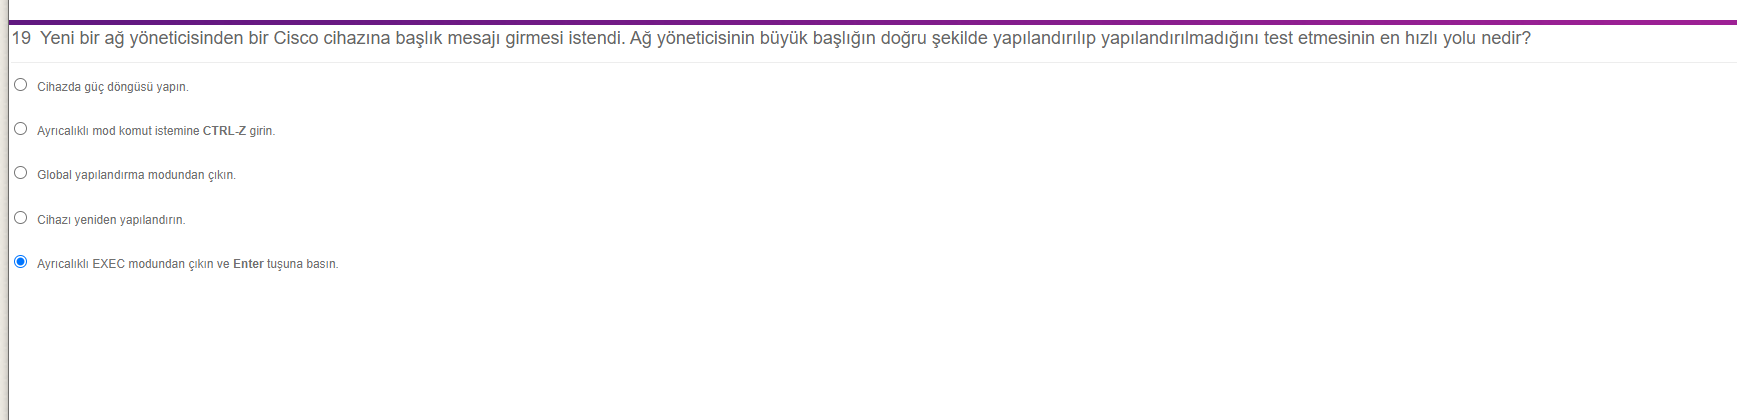 19 Yeni bir ağ yöneticisinden bir Cisco cihazına başlık mesajı girmesi istendi. Ağ yöneticisinin büyük başlığın doğru şekilde yapılandırılıp yapılandırılmadığını test etmesinin en hızlı yolu nedir?
Cihazda güç döngüsü yapın.
Ayrıcalıklı mod komut istemine CTRL-Z girin.
Global yapılandırma modundan çıkın.
Cihazı yeniden yapılandırın.
Ayrıcalıklı EXEC modundan çıkın ve Enter tuşuna basın.